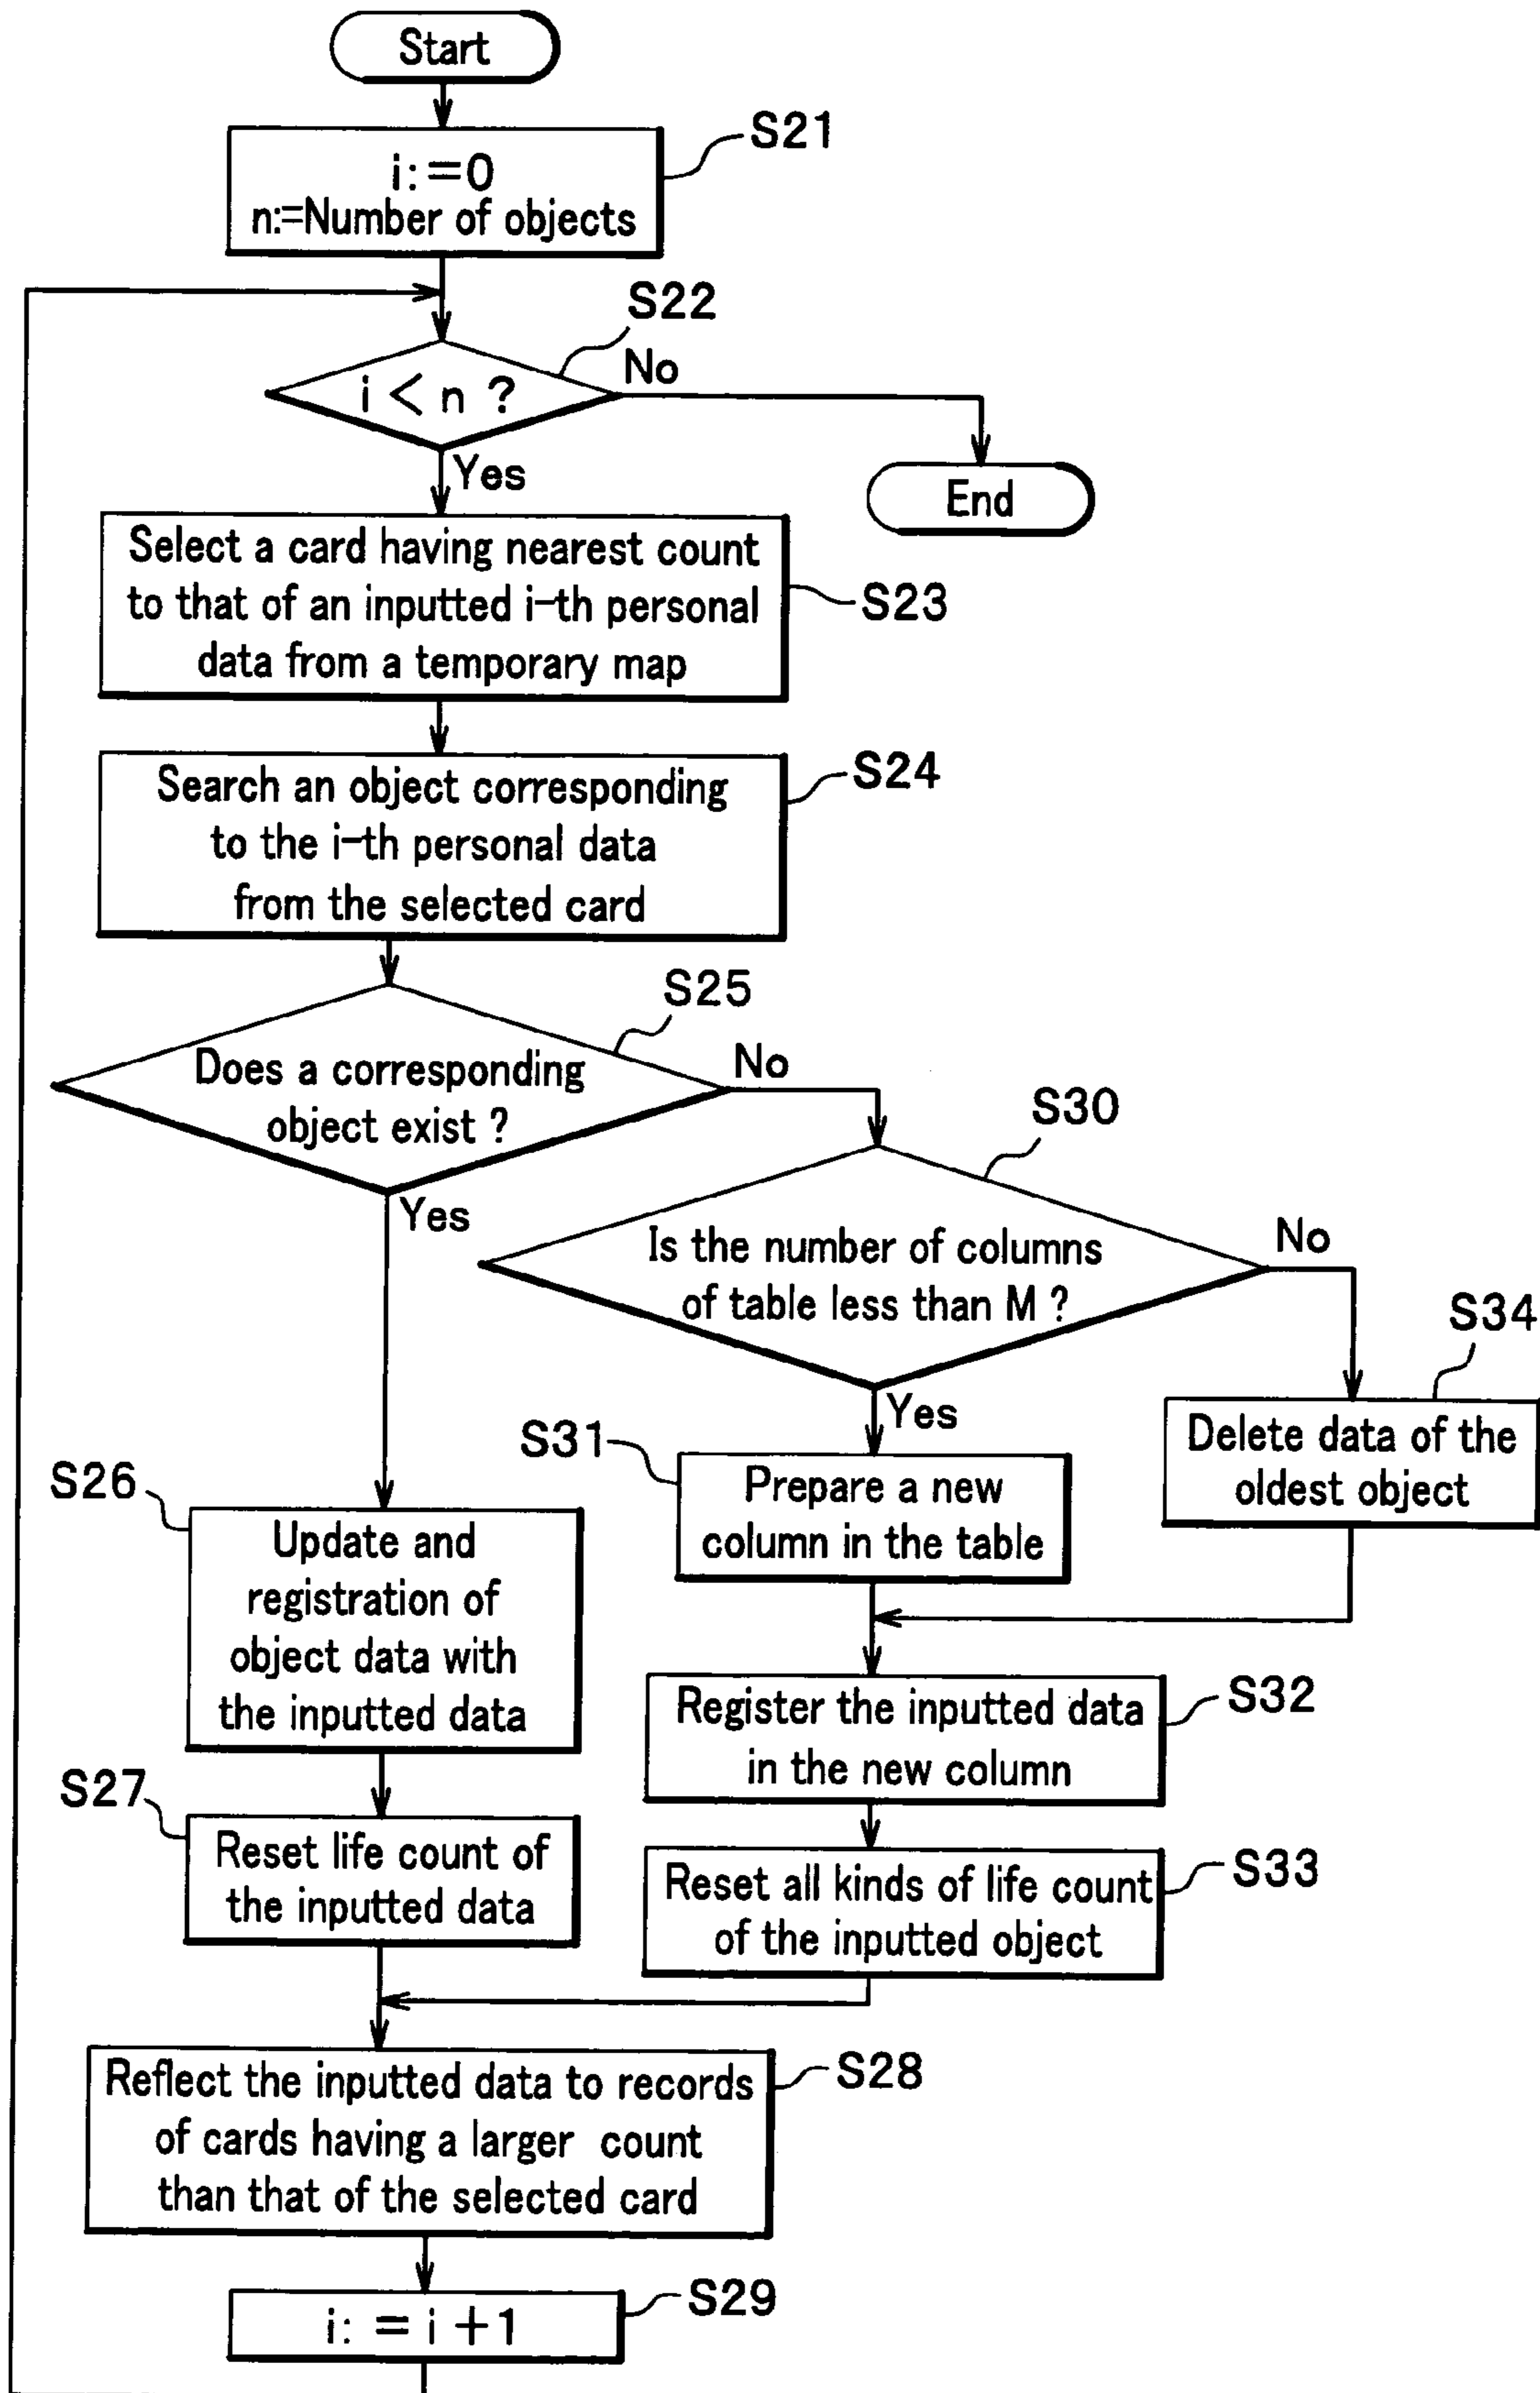 Start
S21
i:=0
n:=Number of objects
S22
i < n ?
No
Yes
End
Select a card having nearest count
to that of an inputted i-th personal
data from a temporary map
S23
Search an object corresponding
to the i-th personal data
from the selected card
S24
S25
Does a corresponding
object exist ?
No
Yes
S30
Is the number of columns
of table less than M ?
No
Yes
S34
Delete data of the
oldest object
S31
Prepare a new
column in the table
S26
Update and
registration of
object data with
the inputted data
S32
Register the inputted data
in the new column
S27
Reset life count of
the inputted data
S33
Reset all kinds of life count
of the inputted object
S28
Reflect the inputted data to records
of cards having a larger count
than that of the selected card
S29
i: = i +1